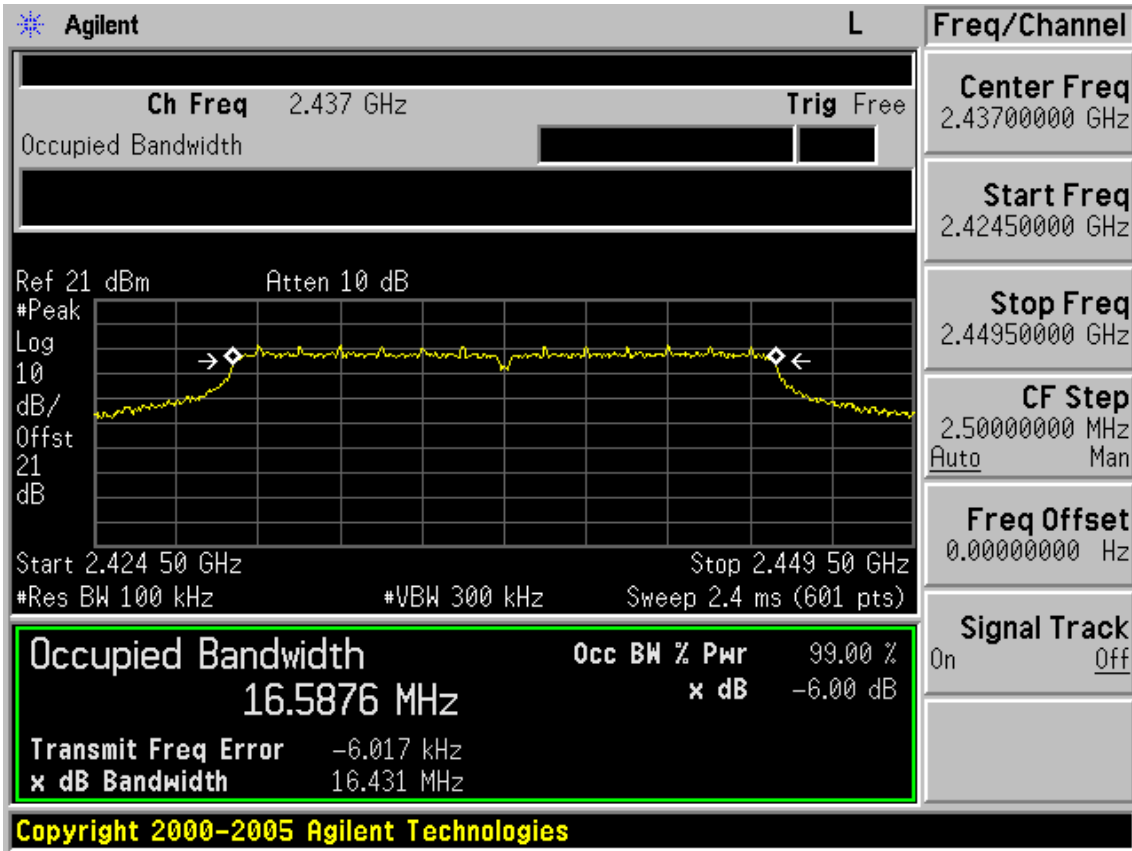 Agilent L Freq/Channel
Ch Freq 2.437 GHz Trig Free
Occupied Bandwidth
Center Freq
2.43700000 GHz
Start Freq
2.42450000 GHz
Stop Freq
2.44950000 GHz
CF Step
2.50000000 MHz
Auto Man
Freq Offset
0.00000000 Hz
Signal Track
On Off
Ref 21 dBm Atten 10 dB
#Peak
Log
10
dB/
Offst
21
dB
Start 2.424 50 GHz Stop 2.449 50 GHz
#Res BW 100 kHz #VBW 300 kHz Sweep 2.4 ms (601 pts)
Occupied Bandwidth Occ BW % Pwr 99.00 %
16.5876 MHz x dB -6.00 dB
Transmit Freq Error -6.017 kHz
x dB Bandwidth 16.431 MHz
Copyright 2000-2005 Agilent Technologies